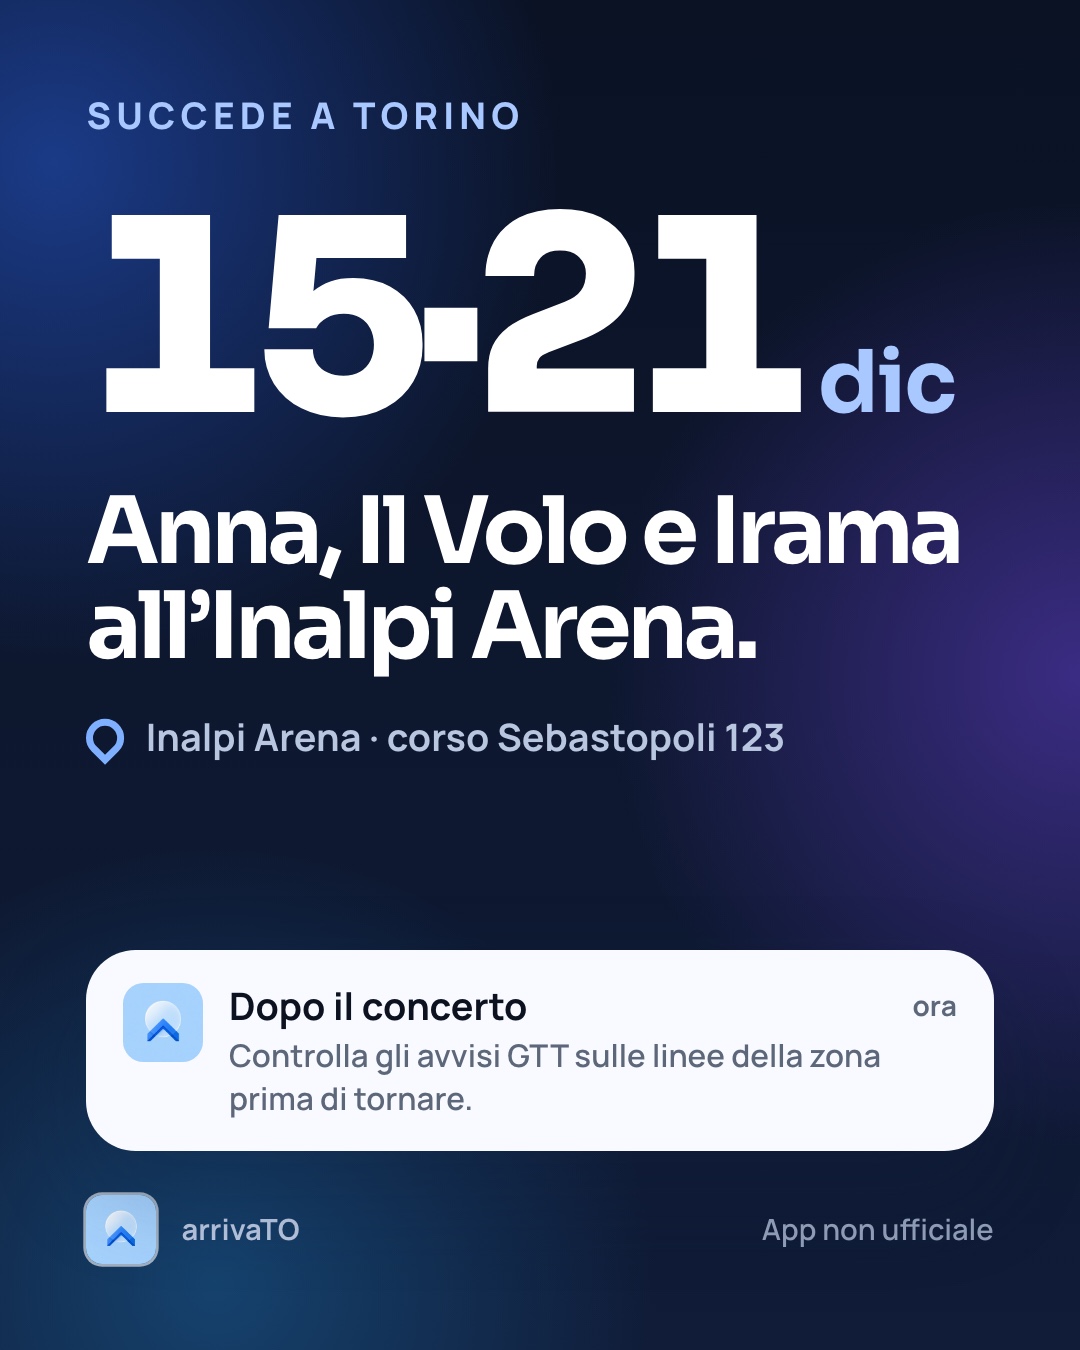 SUCCEDE A TORINO
15·21 dic
Anna, Il Volo e Irama
all’Inalpi Arena.
Inalpi Arena · corso Sebastopoli 123
Dopo il concerto
ora
Controlla gli avvisi GTT sulle linee della zona
prima di tornare.
arrivaTO
App non ufficiale